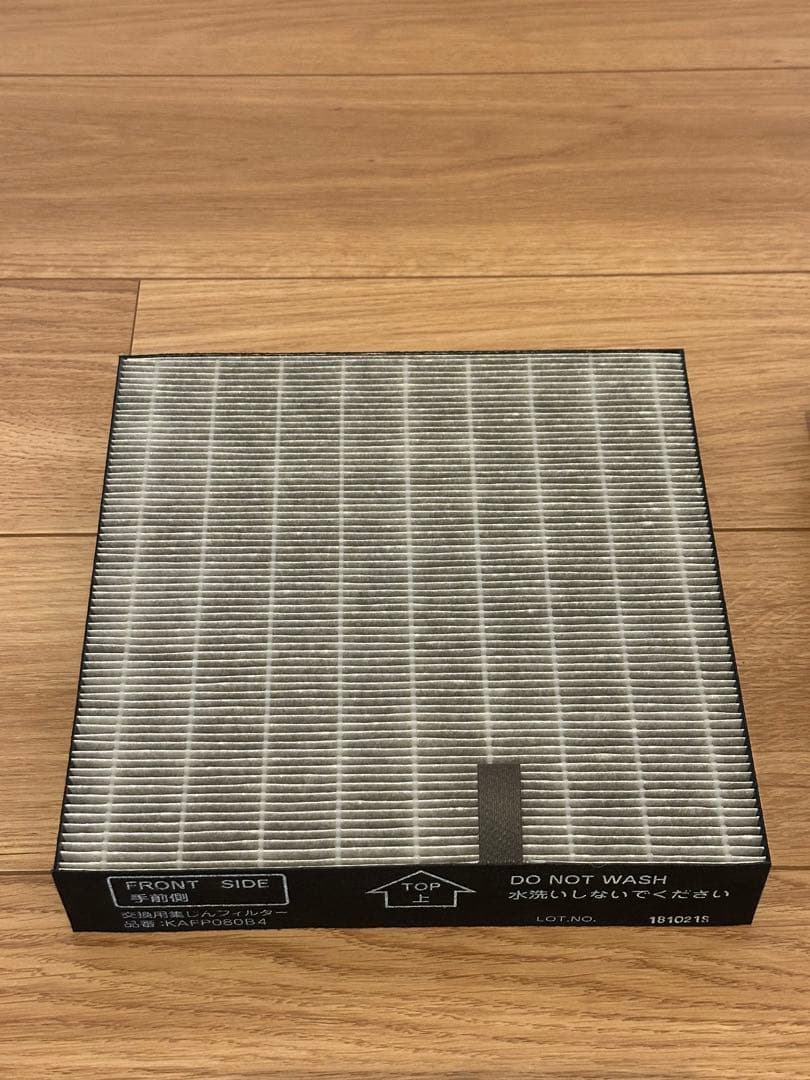 FRONT SIDE
手前側
交換用集じんフィルター
品番:KAFP080B4
TOP
上
DO NOT WASH
水洗いしないでください
LOT.NO. 181021S